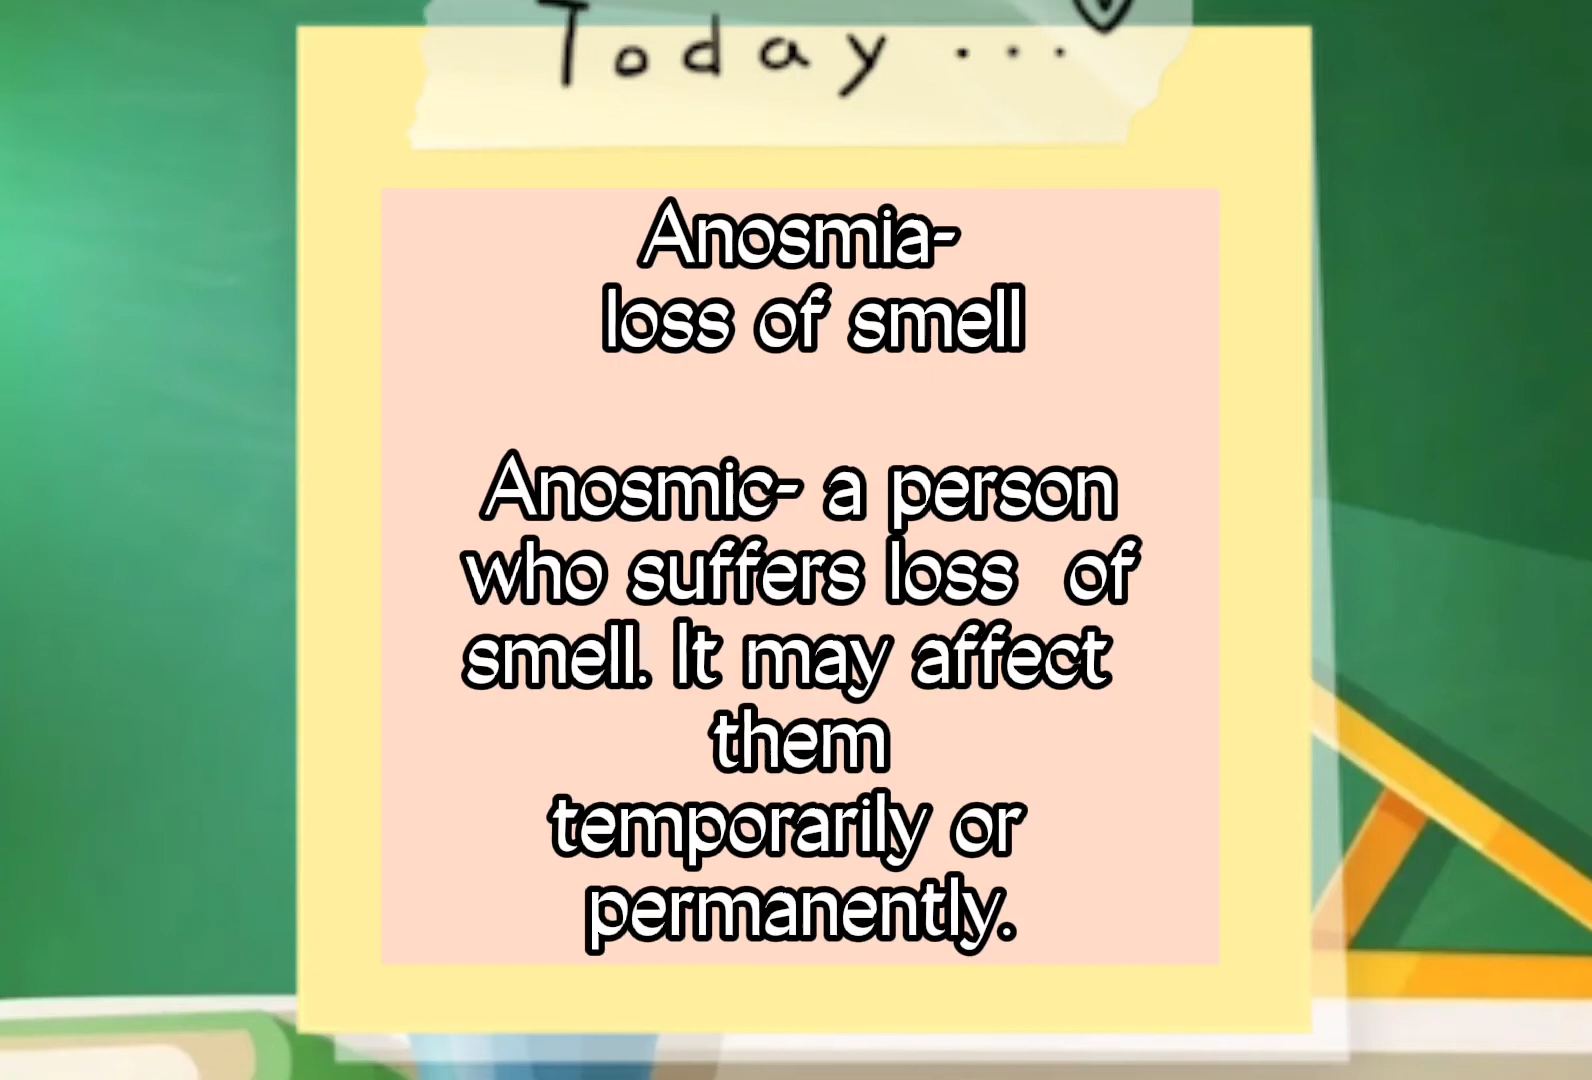 Today...
Anosmia-
loss of smell
Anosmic- a person
who suffers loss of
smell. It may affect
them
temporarily or
permanently.